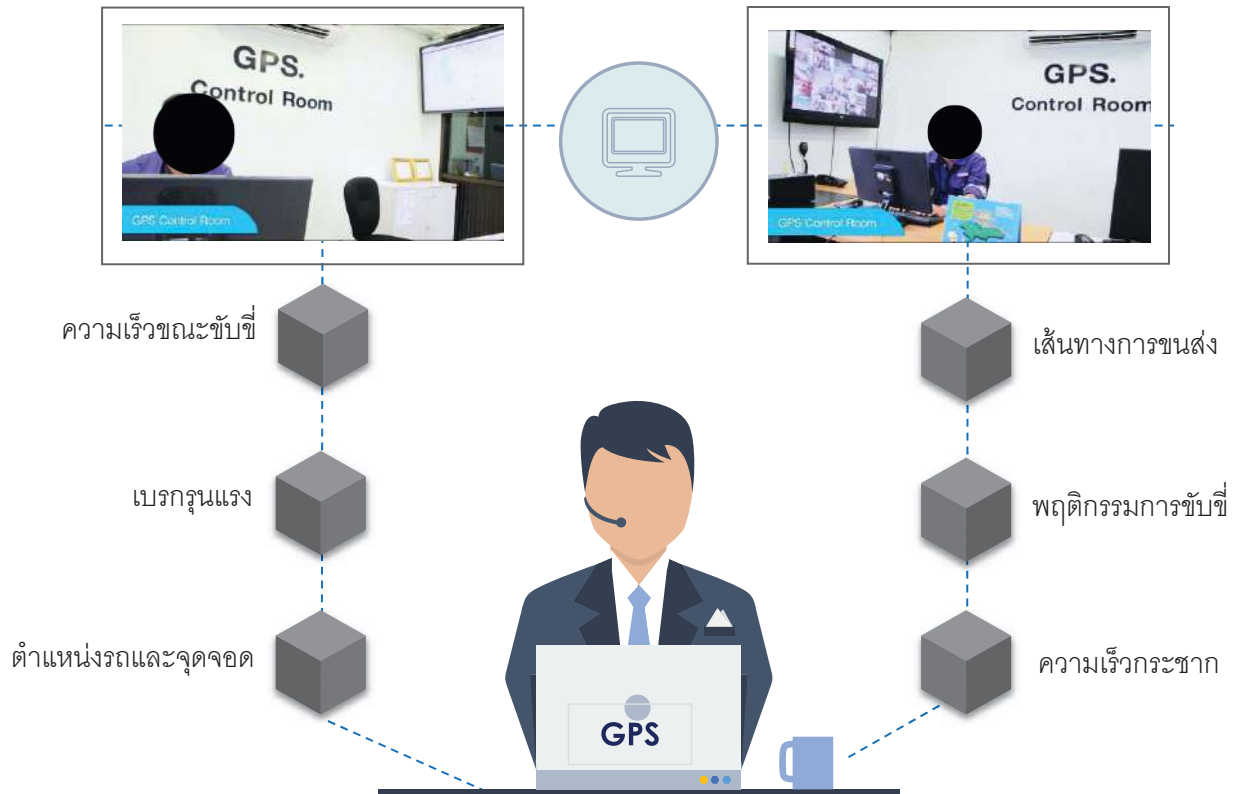 GPS.
Control Room
GPS Control Room
GPS.
Control Room
GPS Control Room
ความเร็วขณะขับขี่
เส้นทางการขนส่ง
เบรกรุนแรง
พฤติกรรมการขับขี่
ตำแหน่งรถและจุดจอด
ความเร็วกระชาก
GPS